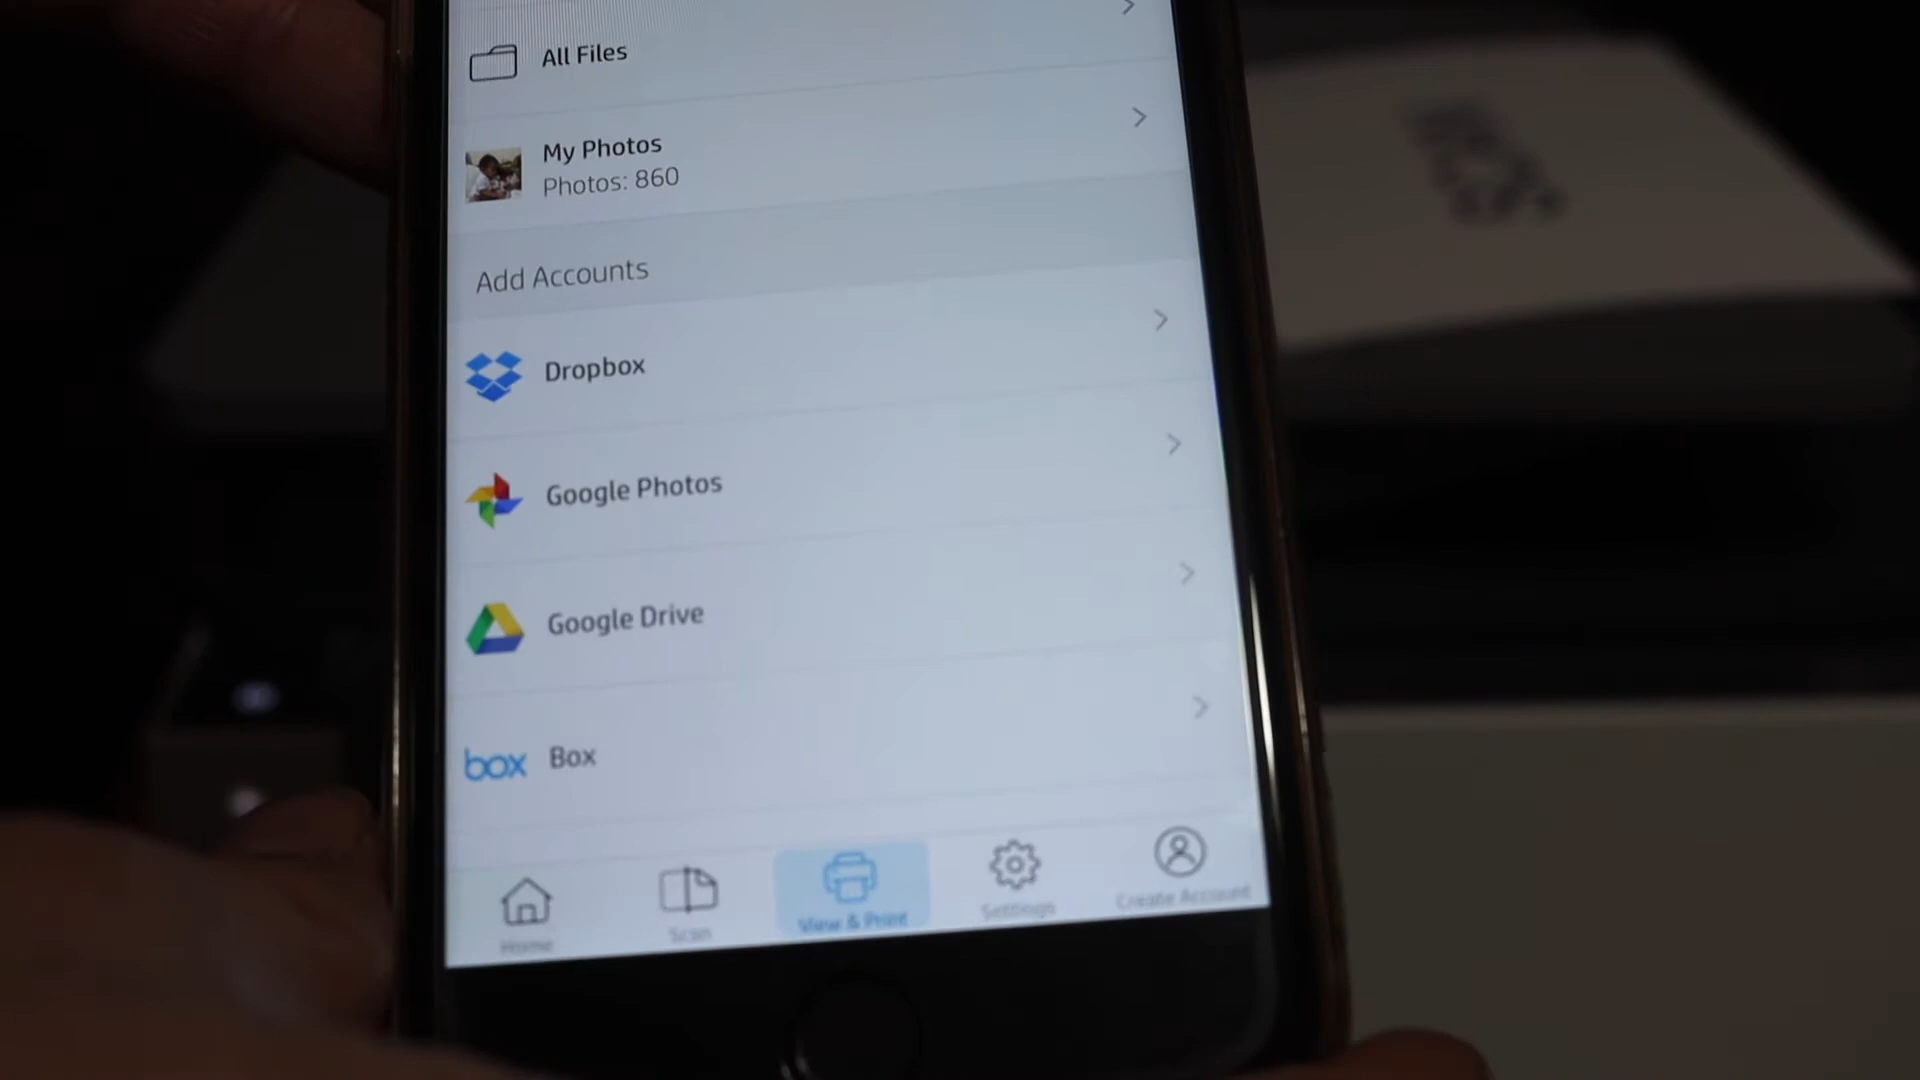 All Files
My Photos
Photos: 860
Add Accounts
Dropbox
Google Photos
Google Drive
box Box
Home
Scan
View & Print
Settings
Create Account